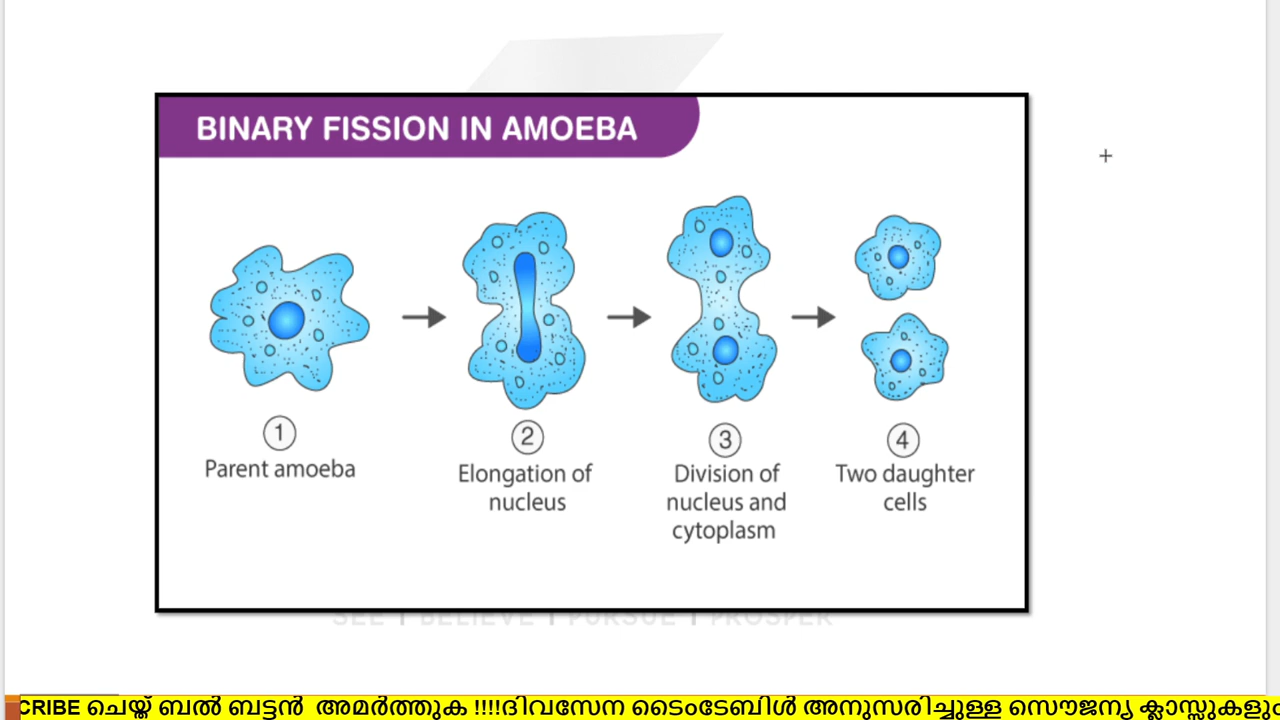 BINARY FISSION IN AMOEBA
1
Parent amoeba
2
Elongation of
nucleus
3
Division of
nucleus and
cytoplasm
4
Two daughter
cells
SEE | BELIEVE | PURSUE | PROSPER
CRIBE ചെയ്ത് ബൽ ബട്ടൻ അമർത്തുക !!!!ദിവസേന ടൈംടേബിൾ അനുസരിച്ചുള്ള സൌജന്യ ക്ലാസ്സുകളും